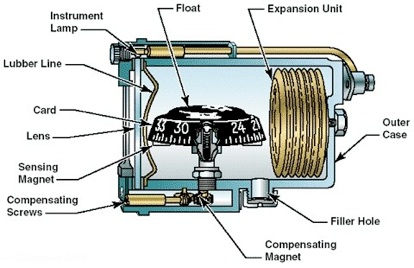 Instrument
Lamp
Float
Expansion Unit
Lubber Line
Card
Lens
Sensing
Magnet
Compensating
Screws
33 30 24 21
Outer
Case
Filler Hole
Compensating
Magnet